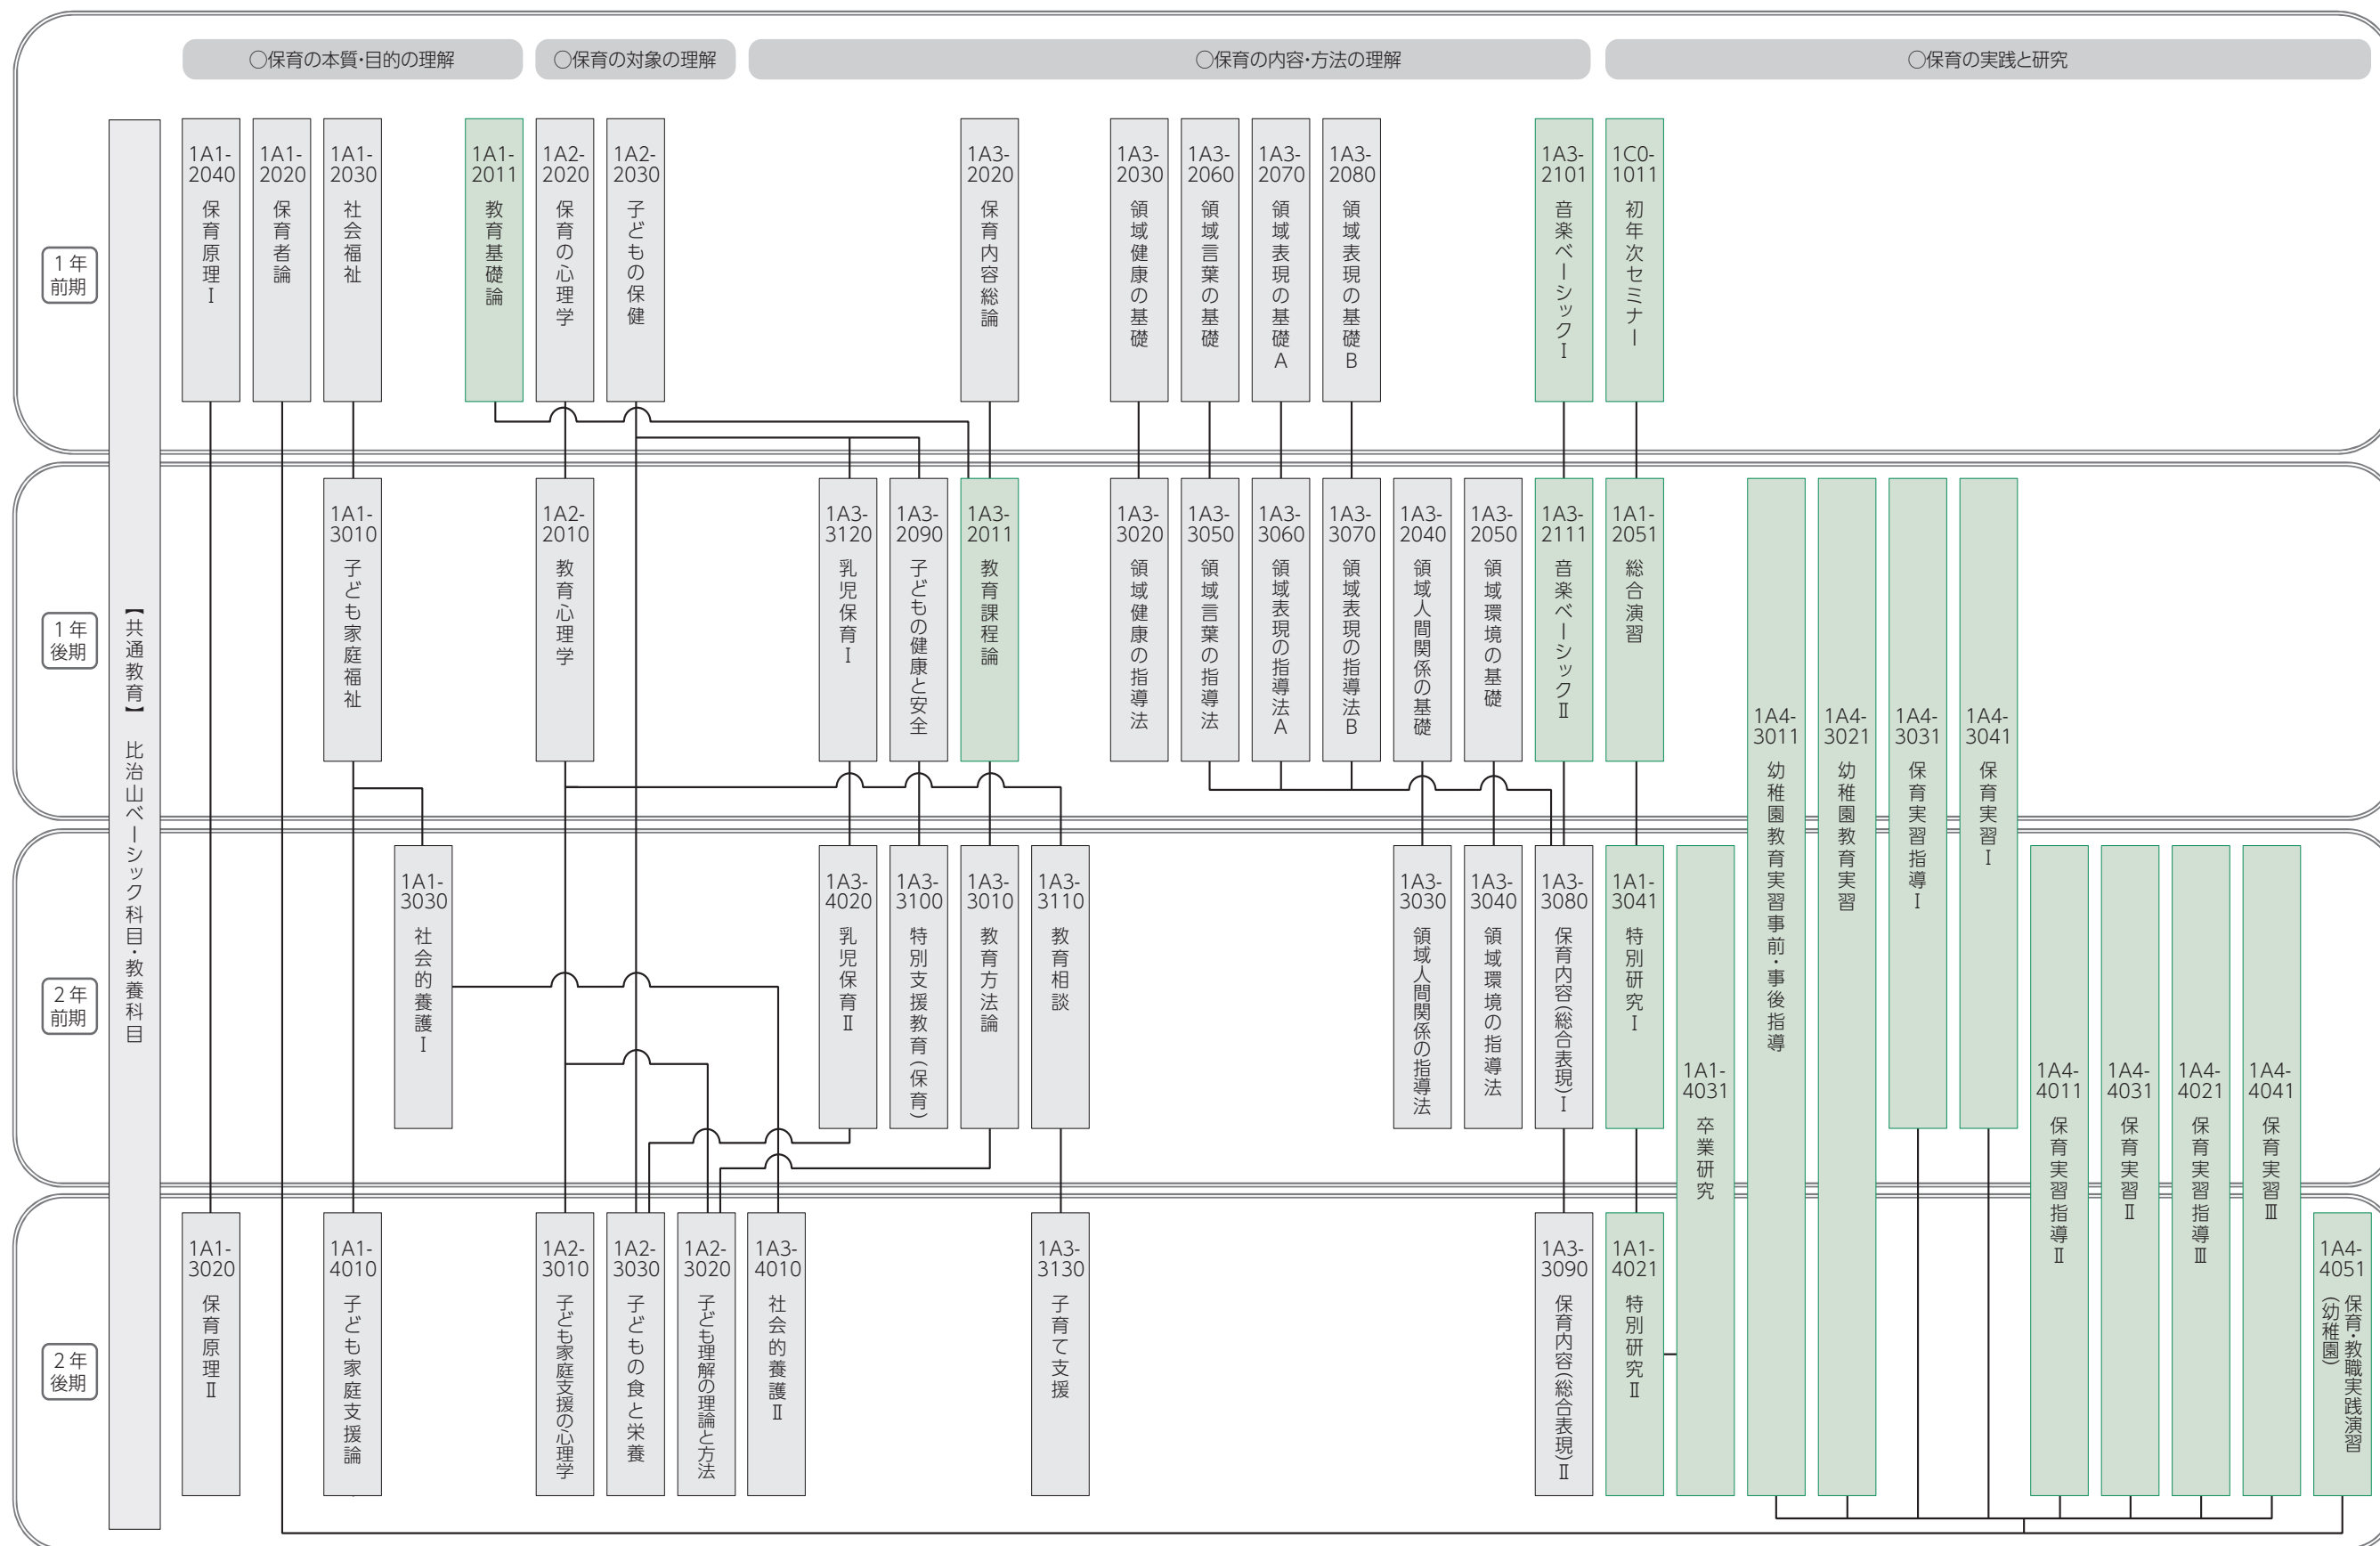 ○保育の本質・目的の理解
○保育の対象の理解
○保育の内容・方法の理解
○保育の実践と研究
【共通教育】 比治山ベーシック科目・教養科目
1年
前期
1A1-
2040
保育原理Ⅰ
1A1-
2020
保育者論
1A1-
2030
社会福祉
1A1-
2011
教育基礎論
1A2-
2020
保育の心理学
1A2-
2030
子どもの保健
1A3-
2020
保育内容総論
1A3-
2030
領域健康の基礎
1A3-
2060
領域言葉の基礎
1A3-
2070
領域表現の基礎A
1A3-
2080
領域表現の基礎B
1A3-
2101
音楽ベーシックⅠ
1C0-
1011
初年次セミナー
1年
後期
1A1-
3010
子ども家庭福祉
1A2-
2010
教育心理学
1A3-
3120
乳児保育Ⅰ
1A3-
2090
子どもの健康と安全
1A3-
2011
教育課程論
1A3-
3020
領域健康の指導法
1A3-
3050
領域言葉の指導法
1A3-
3060
領域表現の指導法A
1A3-
3070
領域表現の指導法B
1A3-
2040
領域人間関係の基礎
1A3-
2050
領域環境の基礎
1A3-
2111
音楽ベーシックⅡ
1A1-
2051
総合演習
1A4-
3011
幼稚園教育実習事前・事後指導
1A4-
3021
幼稚園教育実習
1A4-
3031
保育実習指導Ⅰ
1A4-
3041
保育実習Ⅰ
2年
前期
1A1-
3030
社会的養護Ⅰ
1A3-
4020
乳児保育Ⅱ
1A3-
3100
特別支援教育(保育)
1A3-
3010
教育方法論
1A3-
3110
教育相談
1A3-
3030
領域人間関係の指導法
1A3-
3040
領域環境の指導法
1A3-
3080
保育内容(総合表現)Ⅰ
1A1-
3041
特別研究Ⅰ
1A1-
4031
卒業研究
1A4-
4011
保育実習指導Ⅱ
1A4-
4031
保育実習Ⅱ
1A4-
4021
保育実習指導Ⅲ
1A4-
4041
保育実習Ⅲ
2年
後期
1A1-
3020
保育原理Ⅱ
1A1-
4010
子ども家庭支援論
1A2-
3010
子ども家庭支援の心理学
1A2-
3030
子どもの食と栄養
1A2-
3020
子ども理解の理論と方法
1A3-
4010
社会的養護Ⅱ
1A3-
3130
子育て支援
1A3-
3090
保育内容(総合表現)Ⅱ
1A1-
4021
特別研究Ⅱ
1A4-
4051
保育・教職実践演習
(幼稚園)